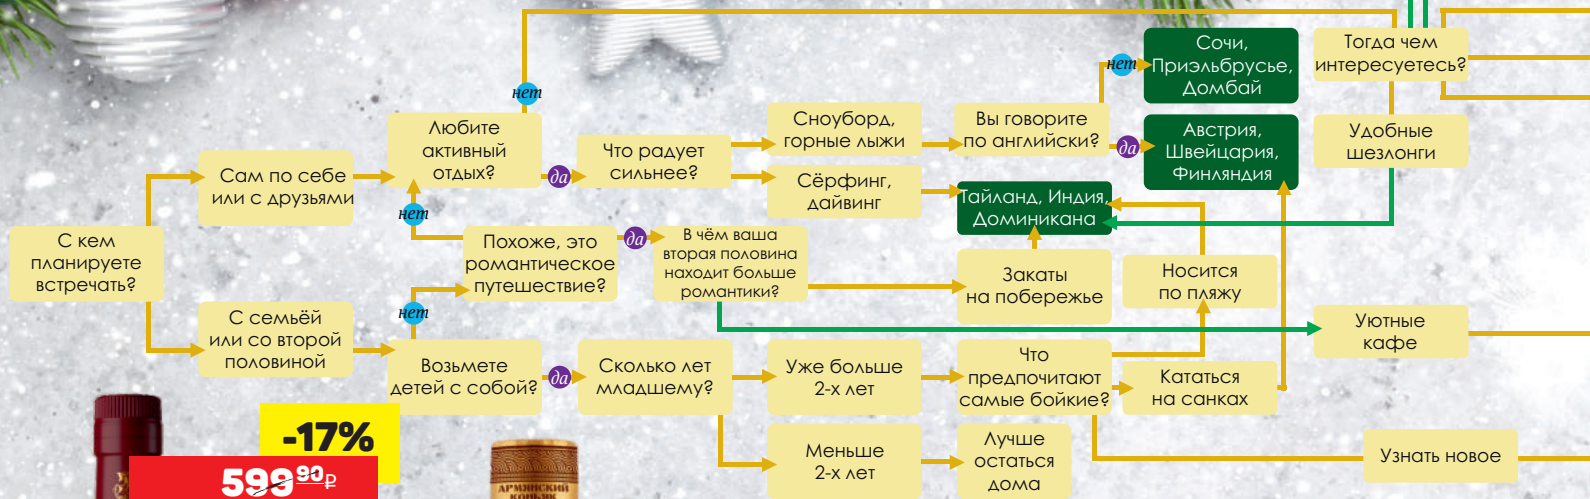 С кем
планируете
встречать?
Сам по себе
или с друзьями
С семьёй
или со второй
половиной
нет
Любите
активный
отдых?
нет
Похоже, это
романтическое
путешествие?
нет
Возьмете
детей с собой?
да
Что радует
сильнее?
да
В чём ваша
вторая половина
находит больше
романтики?
да
Сколько лет
младшему?
Сноуборд,
горные лыжи
Сёрфинг,
дайвинг
Уже больше
2-х лет
Меньше
2-х лет
Вы говорите
по английски?
нет
Сочи,
Приэльбрусье,
Домбай
да
Австрия,
Швейцария,
Финляндия
Тайланд, Индия,
Доминикана
Закаты
на побережье
Носится
по пляжу
Что
предпочитают
самые бойкие?
Кататься
на санках
Лучше
остаться
дома
Тогда чем
интересуетесь?
Удобные
шезлонги
Уютные
кафе
Узнать новое
-17%
599 90 ₽
АРМЯНСКИЙ
КОНЬЯК